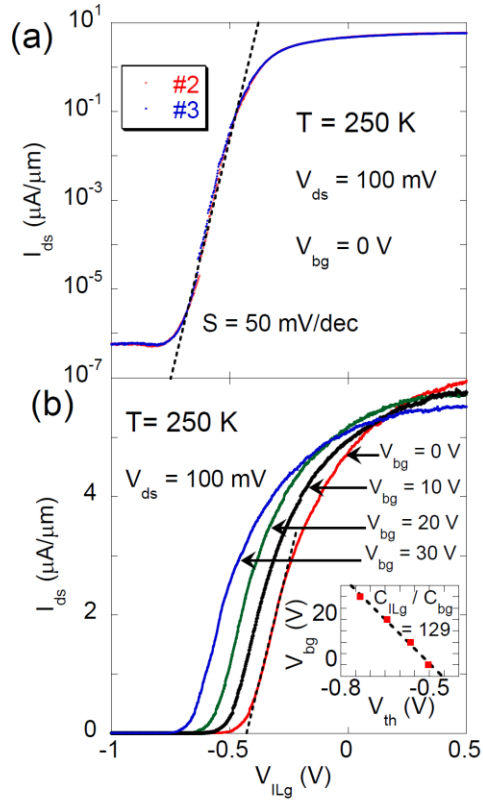 (a)
10¹
10⁻¹
10⁻³
10⁻⁵
10⁻⁷
I_ds (µA/µm)
#2
#3
T = 250 K
V_ds = 100 mV
V_bg = 0 V
S = 50 mV/dec
(b)
T= 250 K
V_ds = 100 mV
V_bg = 0 V
V_bg = 10 V
V_bg = 20 V
V_bg = 30 V
I_ds (µA/µm)
4
2
0
C_ILg / C_bg
= 129
V_bg (V)
20
0
-0.8
-0.5
V_th (V)
-1
-0.5
0
0.5
V_ILg (V)